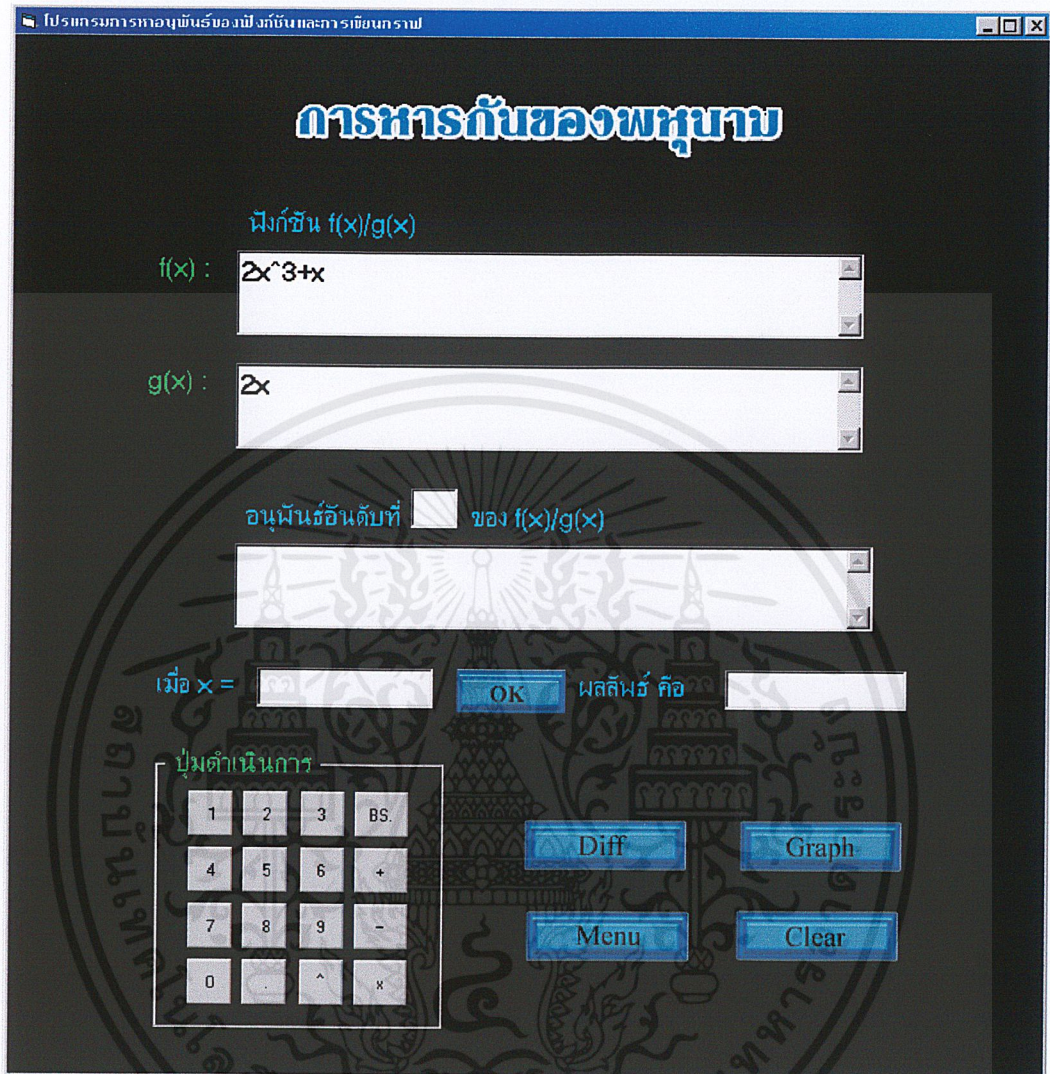 โปรแกรมการหาอนุพันธ์ของฟังก์ชันและการเขียนกราฟ
การหารกันของพหุนาม
ฟังก์ชัน f(x)/g(x)
f(x) :
2x^3+x
g(x) :
2x
อนุพันธ์อันดับที่ ของ f(x)/g(x)
เมื่อ x = OK ผลลัพธ์ คือ
ปุ่มดำเนินการ
1 2 3 BS.
4 5 6 +
7 8 9 -
0 . ^ x
Diff Graph
Menu Clear